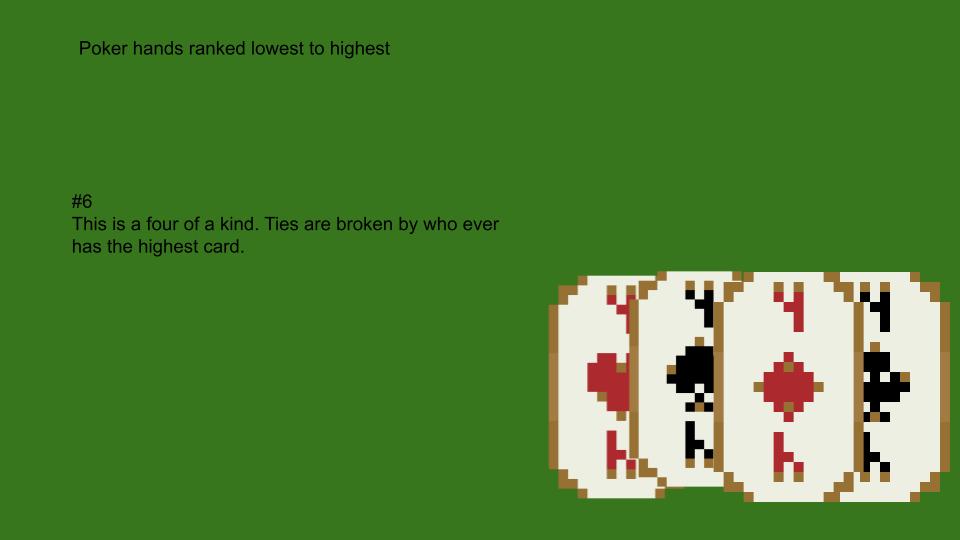 Poker hands ranked lowest to highest
#6
This is a four of a kind. Ties are broken by who ever
has the highest card.